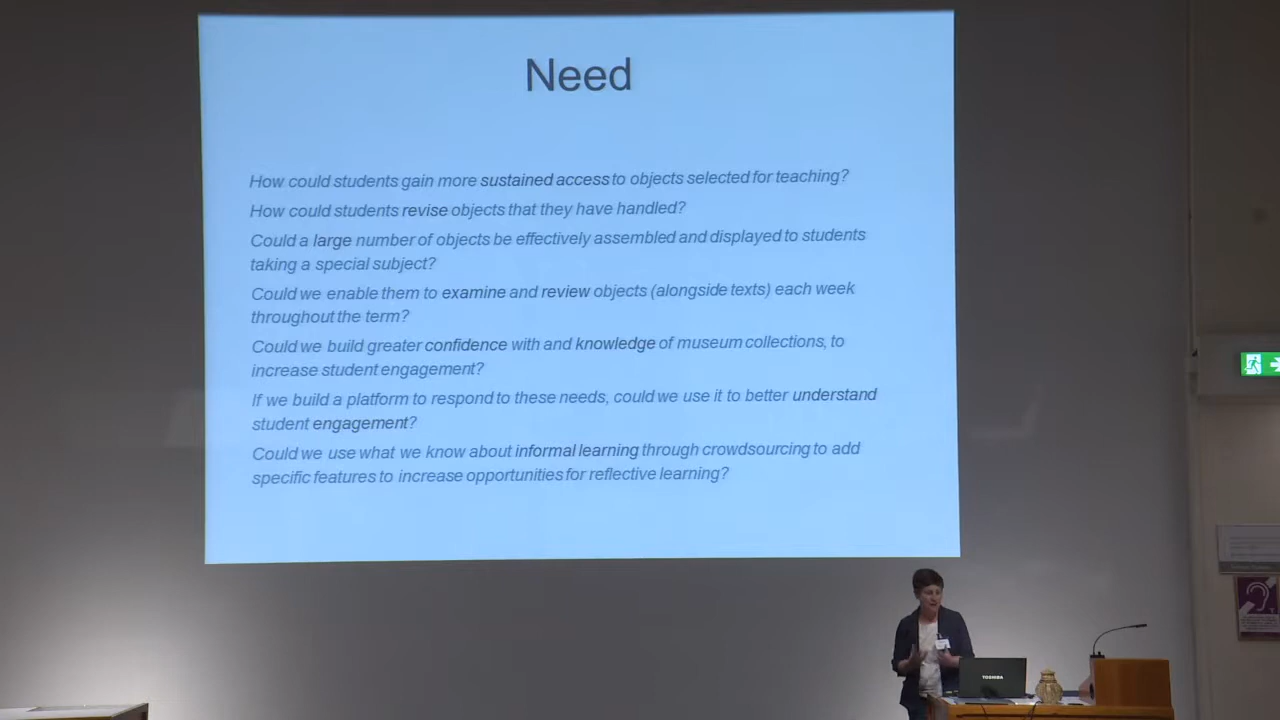 Need
How could students gain more sustained access to objects selected for teaching?
How could students revise objects that they have handled?
Could a large number of objects be effectively assembled and displayed to students
taking a special subject?
Could we enable them to examine and review objects (alongside texts) each week
throughout the term?
Could we build greater confidence with and knowledge of museum collections, to
increase student engagement?
If we build a platform to respond to these needs, could we use it to better understand
student engagement?
Could we use what we know about informal learning through crowdsourcing to add
specific features to increase opportunities for reflective learning?
TOSHIBA